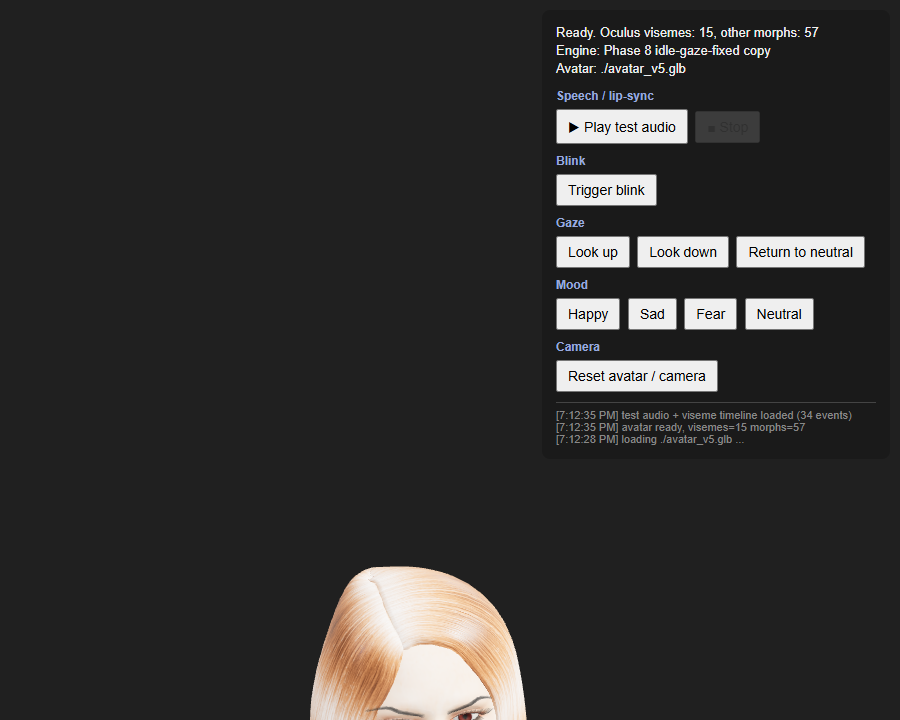 Ready. Oculus visemes: 15, other morphs: 57
Engine: Phase 8 idle-gaze-fixed copy
Avatar: ./avatar_v5.glb
Speech / lip-sync
▶ Play test audio ■ Stop
Blink
Trigger blink
Gaze
Look up Look down Return to neutral
Mood
Happy Sad Fear Neutral
Camera
Reset avatar / camera
[7:12:35 PM] test audio + viseme timeline loaded (34 events)
[7:12:35 PM] avatar ready, visemes=15 morphs=57
[7:12:28 PM] loading ./avatar_v5.glb ...